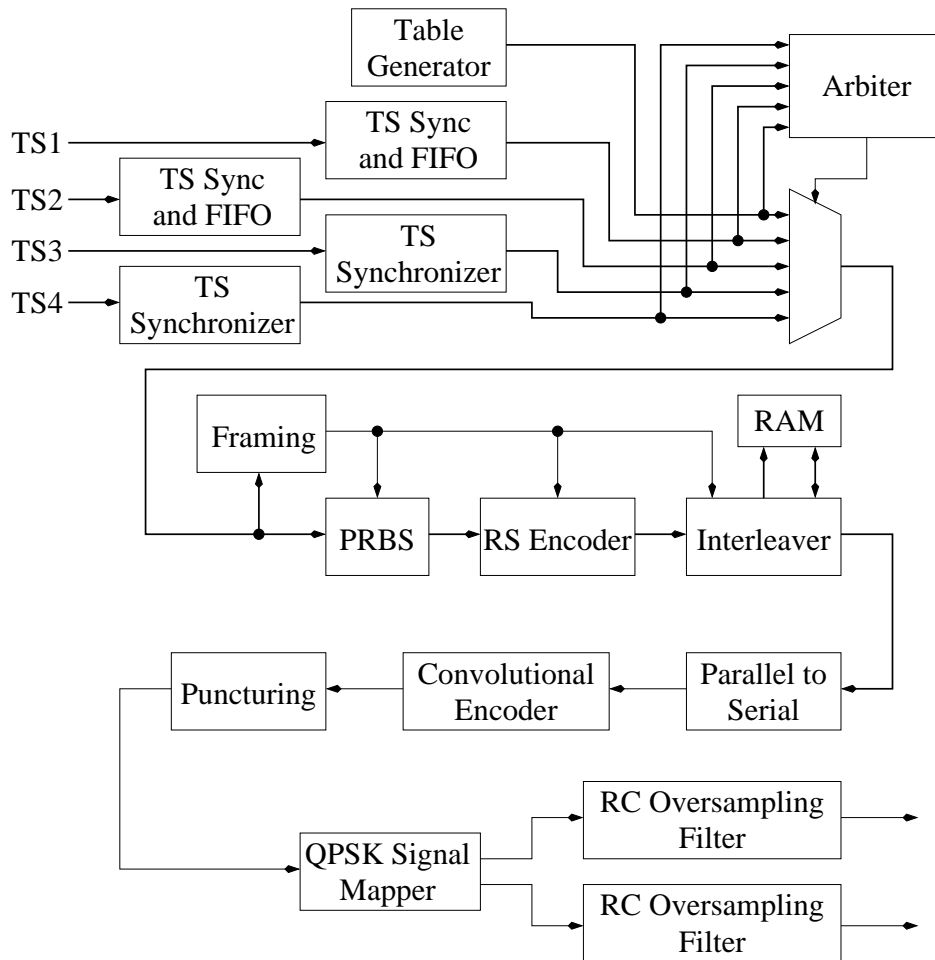 Table
Generator
Arbiter
TS1
TS Sync
and FIFO
TS2
TS Sync
and FIFO
TS3
TS
Synchronizer
TS4
TS
Synchronizer
Framing
RAM
PRBS
RS Encoder
Interleaver
Puncturing
Convolutional
Encoder
Parallel to
Serial
QPSK Signal
Mapper
RC Oversampling
Filter
RC Oversampling
Filter